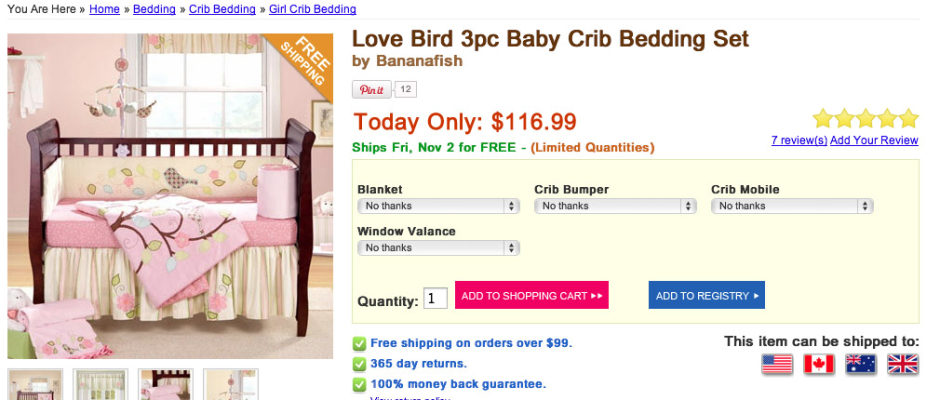 You Are Here » Home » Bedding » Crib Bedding » Girl Crib Bedding
FREE
SHIPPING
Love Bird 3pc Baby Crib Bedding Set
by Bananafish
Pin it 12
Today Only: $116.99
7 review(s) Add Your Review
Ships Fri, Nov 2 for FREE - (Limited Quantities)
Blanket Crib Bumper Crib Mobile
No thanks No thanks No thanks
Window Valance
No thanks
Quantity: 1 ADD TO SHOPPING CART ►► ADD TO REGISTRY ►
Free shipping on orders over $99.
This item can be shipped to:
365 day returns.
100% money back guarantee.
View return policy